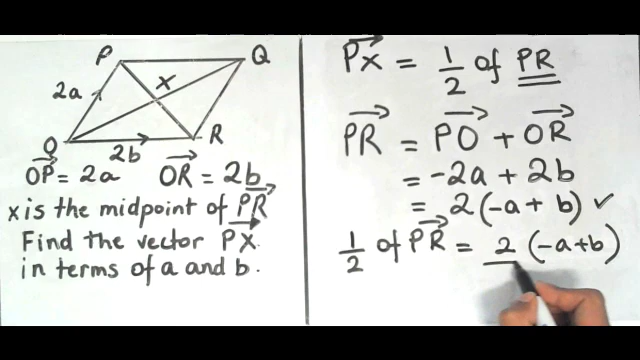 P Q
X
2a
O R
2b
OP = 2a OR = 2b
x is the midpoint of PR
Find the vector PX
in terms of a and b.
PX = 1/2 of PR
PR = PO + OR
= -2a + 2b
= 2(-a + b) ✓
1/2 of PR = 2 (-a+b)